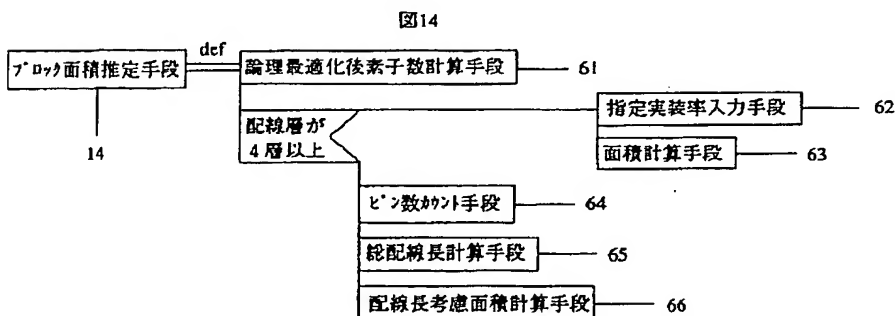 図14
ブロック面積推定手段
def
論理最適化後素子数計算手段
61
14
配線層が
4層以上
指定実装率入力手段
62
面積計算手段
63
ピン数カウント手段
64
総配線長計算手段
65
配線長考慮面積計算手段
66